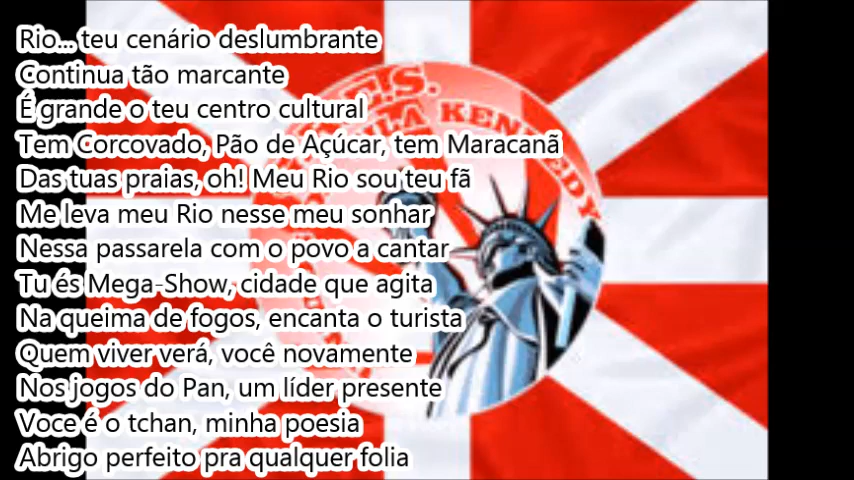 Rio... teu cenário deslumbrante
Continua tão marcante
É grande o teu centro cultural
Tem Corcovado, Pão de Açúcar, tem Maracanã
Das tuas praias, oh! Meu Rio sou teu fã
Me leva meu Rio nesse meu sonhar
Nessa passarela com o povo a cantar
Tu és Mega-Show, cidade que agita
Na queima de fogos, encanta o turista
Quem viver verá, você novamente
Nos jogos do Pan, um líder presente
Voce é o tchan, minha poesia
Abrigo perfeito pra qualquer folia
KENNEDY